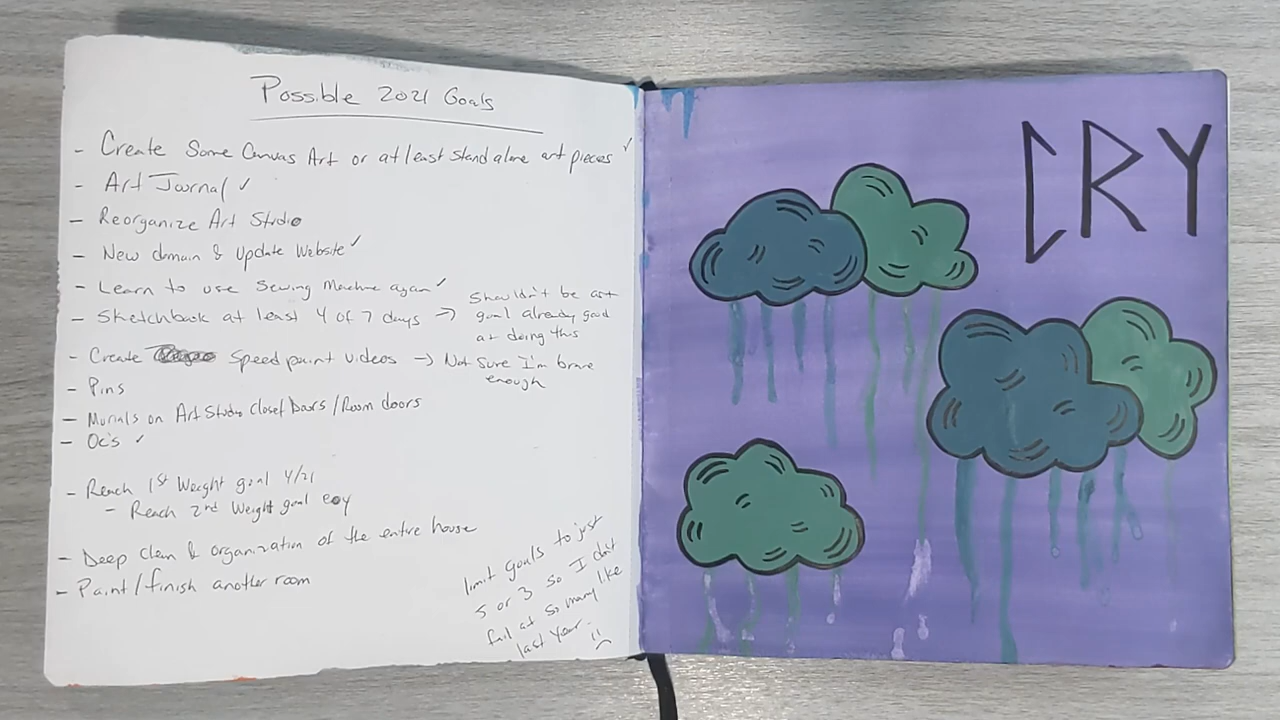 Possible 2021 Goals
- Create Some Canvas Art or at least stand alone art pieces ✓
- Art Journal ✓
- Reorganize Art Studio
- New domain & Update Website ✓
- Learn to use Sewing Machine again ✓
- Sketchbook at least 4 of 7 days → Shouldn't be a
goal already good
at doing this
- Create Speedpaint videos → Not sure I'm brave
enough
- Pins
- Murals on Art Studio Closet Doors / Room doors
- Oc's ✓
- Reach 1st Weight goal 4/21
- Reach 2nd Weight goal eoy
- Deep clean & organization of the entire house
- Paint / finish another room
limit goals to just
5 or 3 so I don't
fail at so many like
last year.
CRY